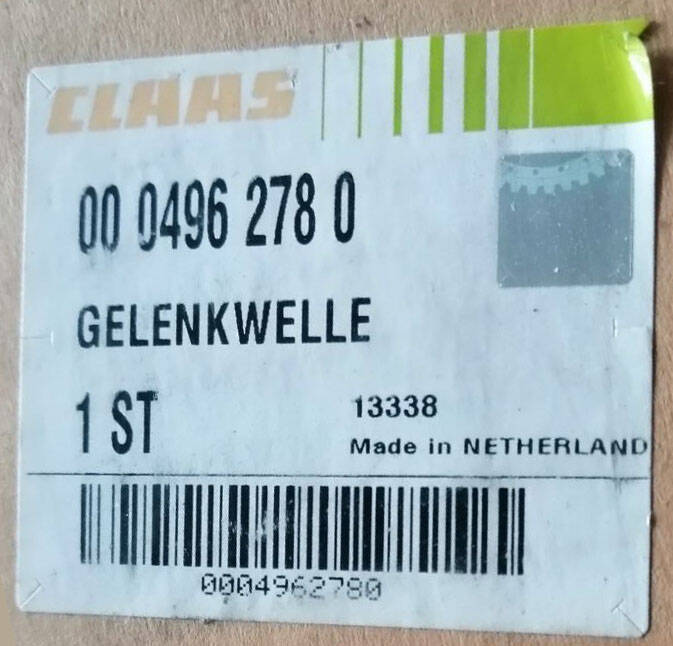 CLAAS
00 0496 278 0
GELENKWELLE
1 ST
13338
Made in NETHERLAND
0004962780